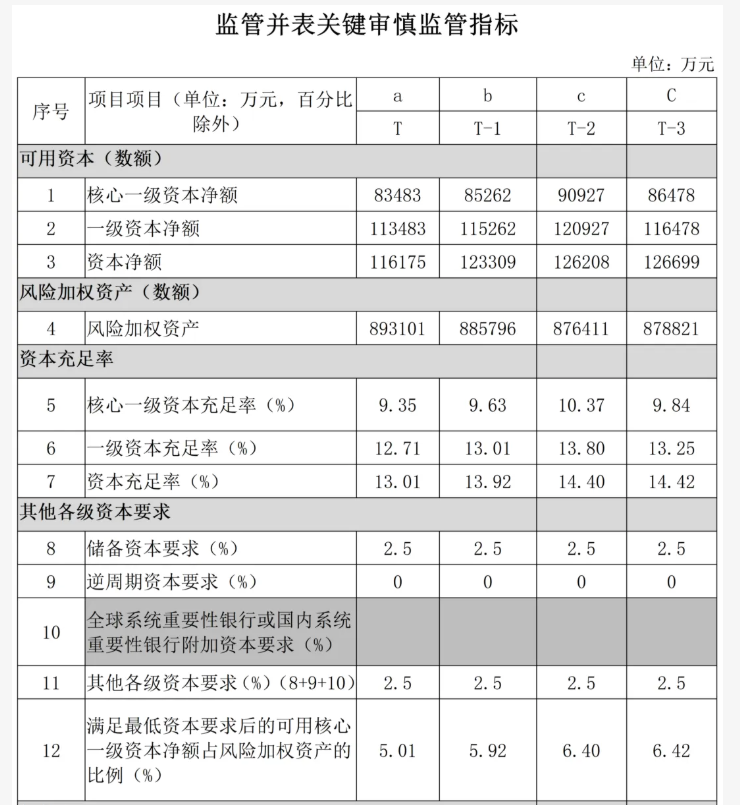 监管并表关键审慎监管指标
单位：万元
序号 项目项目（单位：万元，百分比除外） a b c C
T T-1 T-2 T-3
可用资本（数额）
1 核心一级资本净额 83483 85262 90927 86478
2 一级资本净额 113483 115262 120927 116478
3 资本净额 116175 123309 126208 126699
风险加权资产（数额）
4 风险加权资产 893101 885796 876411 878821
资本充足率
5 核心一级资本充足率（%） 9.35 9.63 10.37 9.84
6 一级资本充足率（%） 12.71 13.01 13.80 13.25
7 资本充足率（%） 13.01 13.92 14.40 14.42
其他各级资本要求
8 储备资本要求（%） 2.5 2.5 2.5 2.5
9 逆周期资本要求（%） 0 0 0 0
10 全球系统重要性银行或国内系统重要性银行附加资本要求（%）
11 其他各级资本要求(%)（8+9+10） 2.5 2.5 2.5 2.5
12 满足最低资本要求后的可用核心一级资本净额占风险加权资产的比例（%） 5.01 5.92 6.40 6.42